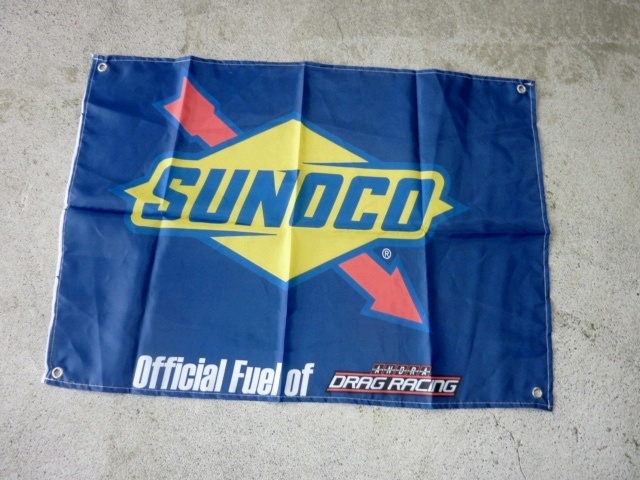 SUNOCO
®
Official Fuel of
ANDRA
DRAG RACING